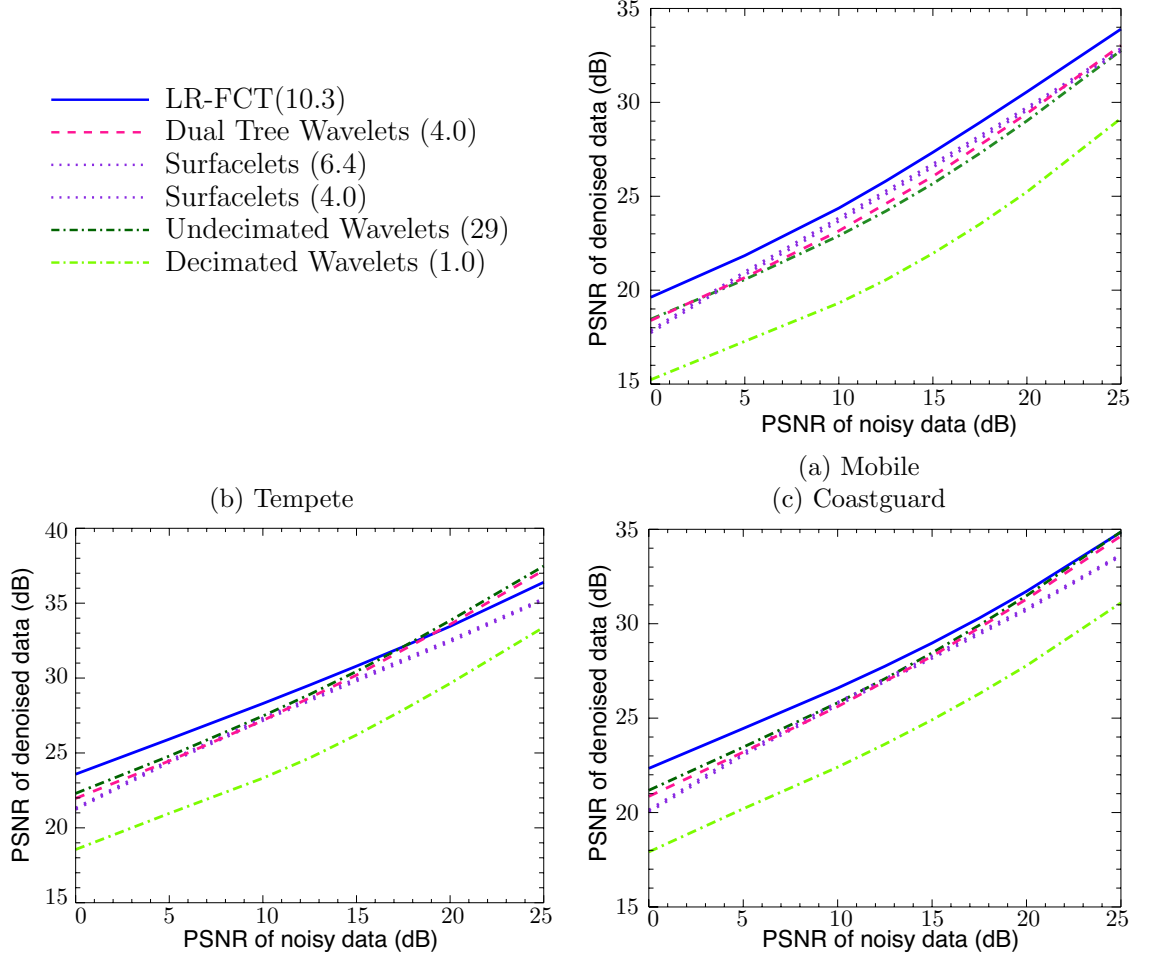 LR-FCT(10.3)
Dual Tree Wavelets (4.0)
Surfacelets (6.4)
Surfacelets (4.0)
Undecimated Wavelets (29)
Decimated Wavelets (1.0)
35
30
25
20
15
PSNR of denoised data (dB)
0 5 10 15 20 25
PSNR of noisy data (dB)
(a) Mobile
(b) Tempete
40
35
30
25
20
15
PSNR of denoised data (dB)
0 5 10 15 20 25
PSNR of noisy data (dB)
(c) Coastguard
35
30
25
20
15
PSNR of denoised data (dB)
0 5 10 15 20 25
PSNR of noisy data (dB)